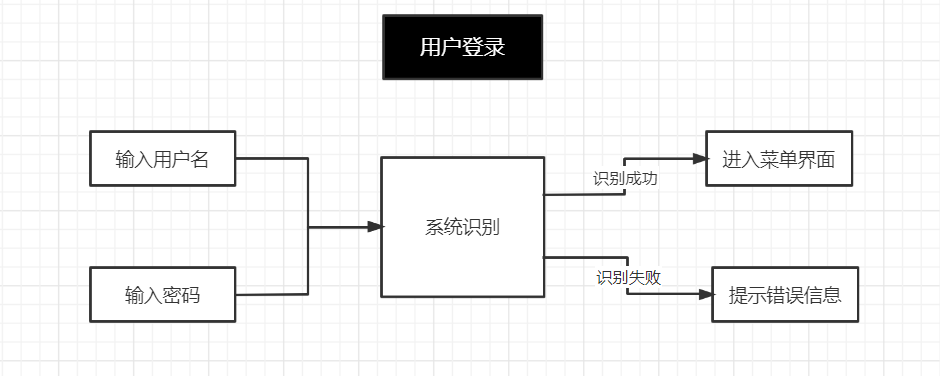 用户登录
输入用户名
识别成功
进入菜单界面
系统识别
输入密码
识别失败
提示错误信息